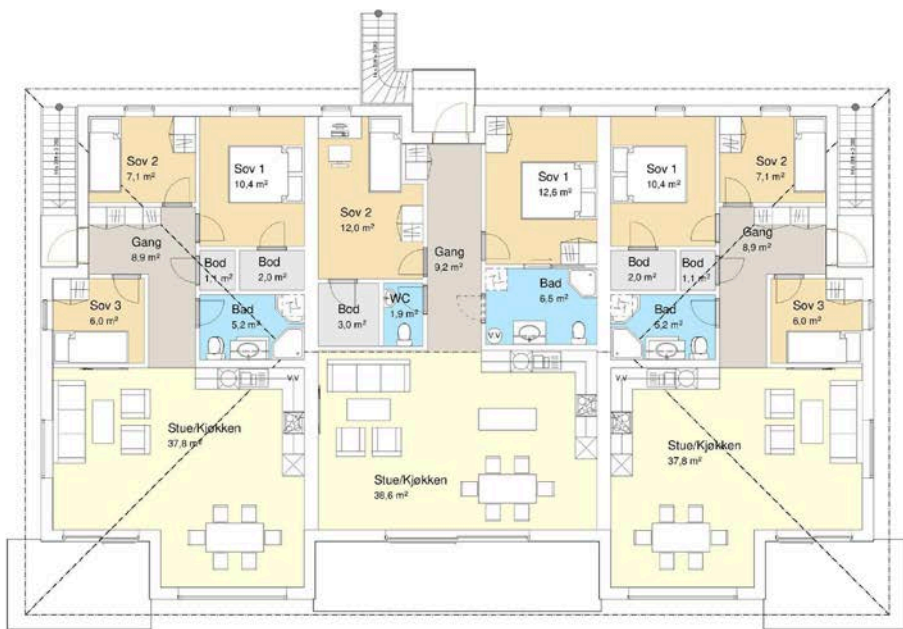 Sov 2
7,1 m²
Sov 1
10,4 m²
Sov 2
12,0 m²
Sov 1
12,6 m²
Sov 1
10,4 m²
Sov 2
7,1 m²
Gang
8,9 m²
Bod
1,1 m²
Bod
2,0 m²
Gang
9,2 m²
Bod
2,0 m²
Bod
1,1 m²
Gang
8,9 m²
Sov 3
6,0 m²
Bad
5,2 m²
Bod
3,0 m²
WC
1,9 m²
Bad
6,5 m²
VV
Bad
5,2 m²
Sov 3
6,0 m²
VV
VV
Stue/Kjøkken
37,8 m²
Stue/Kjøkken
38,6 m²
Stue/Kjøkken
37,8 m²